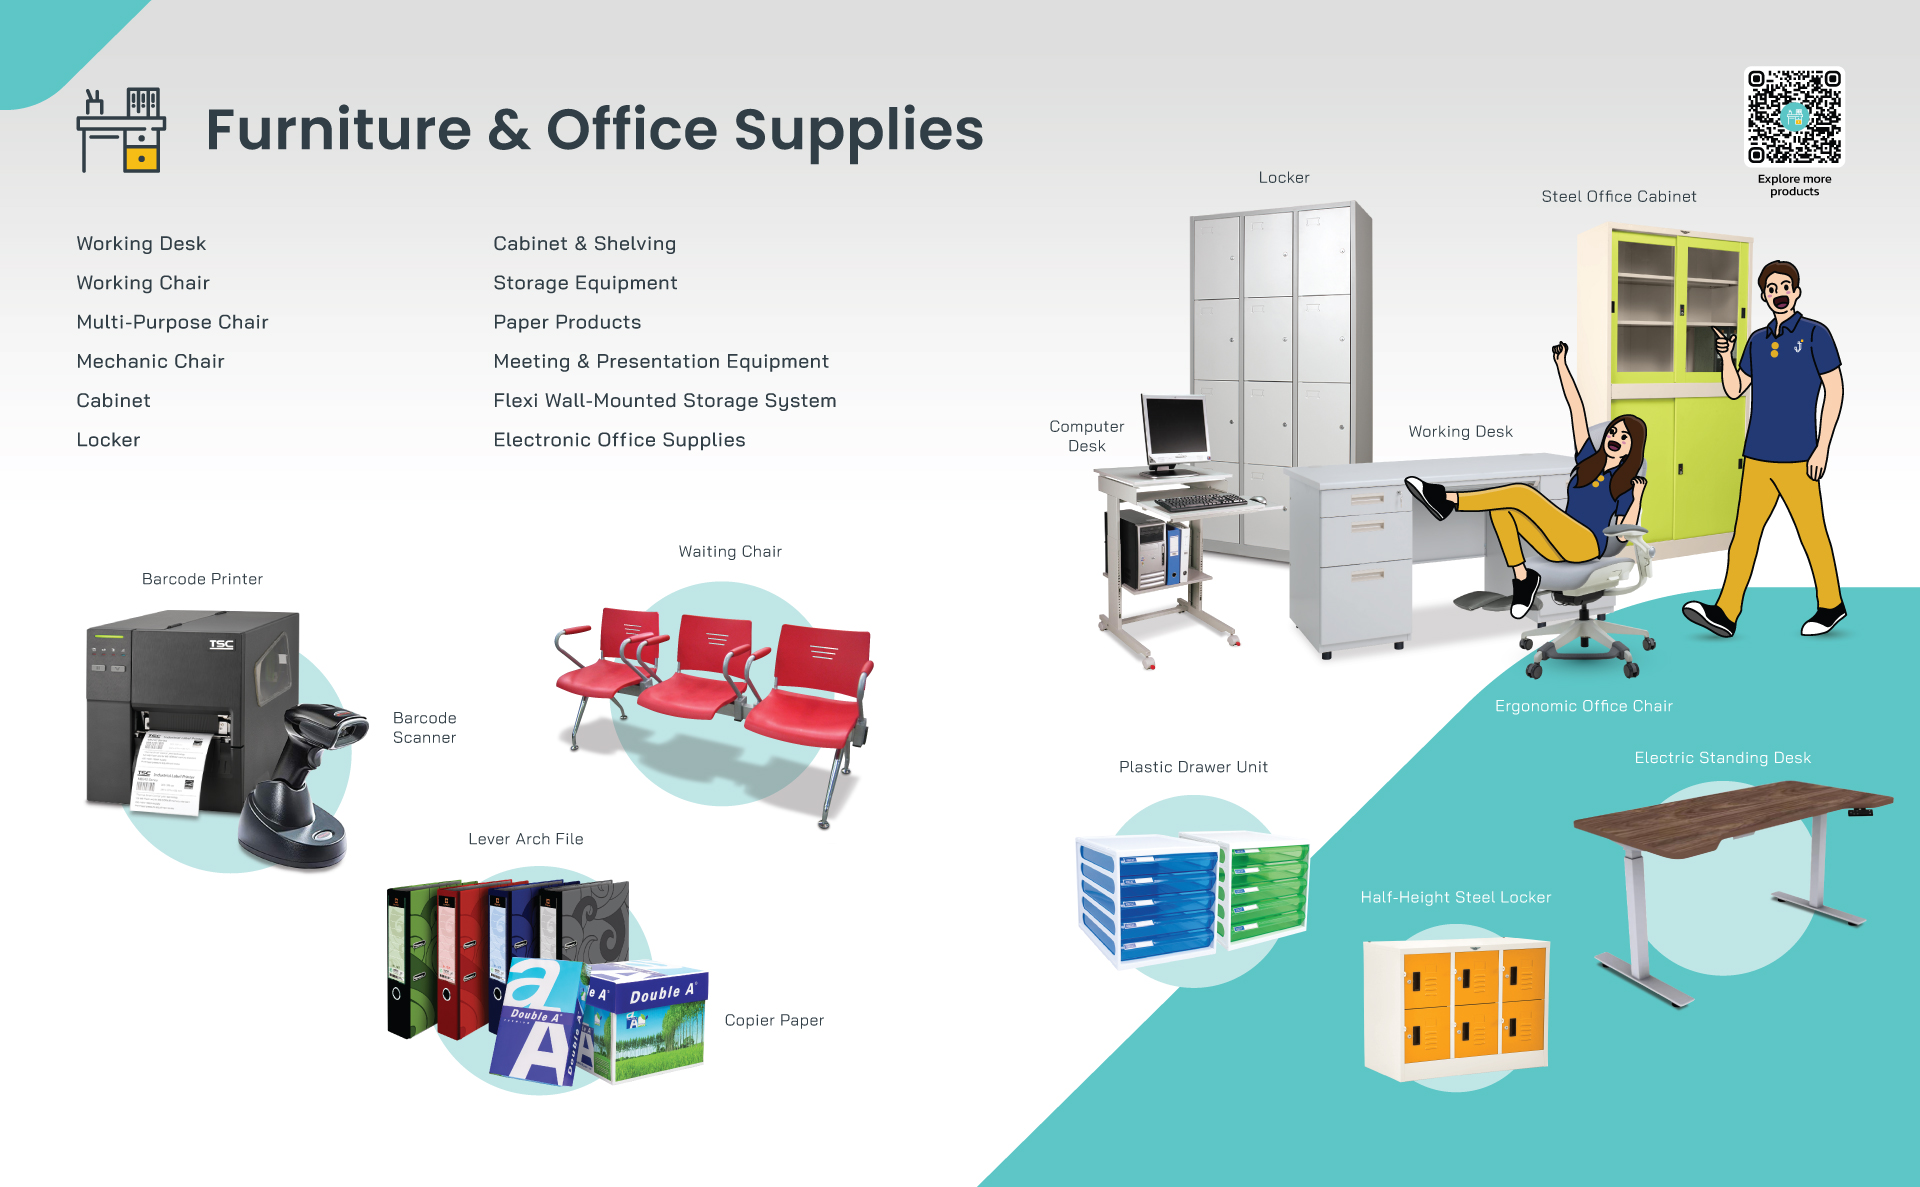 Furniture & Office Supplies
Explore more
products
Working Desk
Working Chair
Multi-Purpose Chair
Mechanic Chair
Cabinet
Locker
Cabinet & Shelving
Storage Equipment
Paper Products
Meeting & Presentation Equipment
Flexi Wall-Mounted Storage System
Electronic Office Supplies
Locker
Steel Office Cabinet
Computer
Desk
Working Desk
Ergonomic Office Chair
Barcode Printer
TSC
Barcode
Scanner
Waiting Chair
Lever Arch File
Double A
Double A
Double A
Copier Paper
Plastic Drawer Unit
Electric Standing Desk
Half-Height Steel Locker